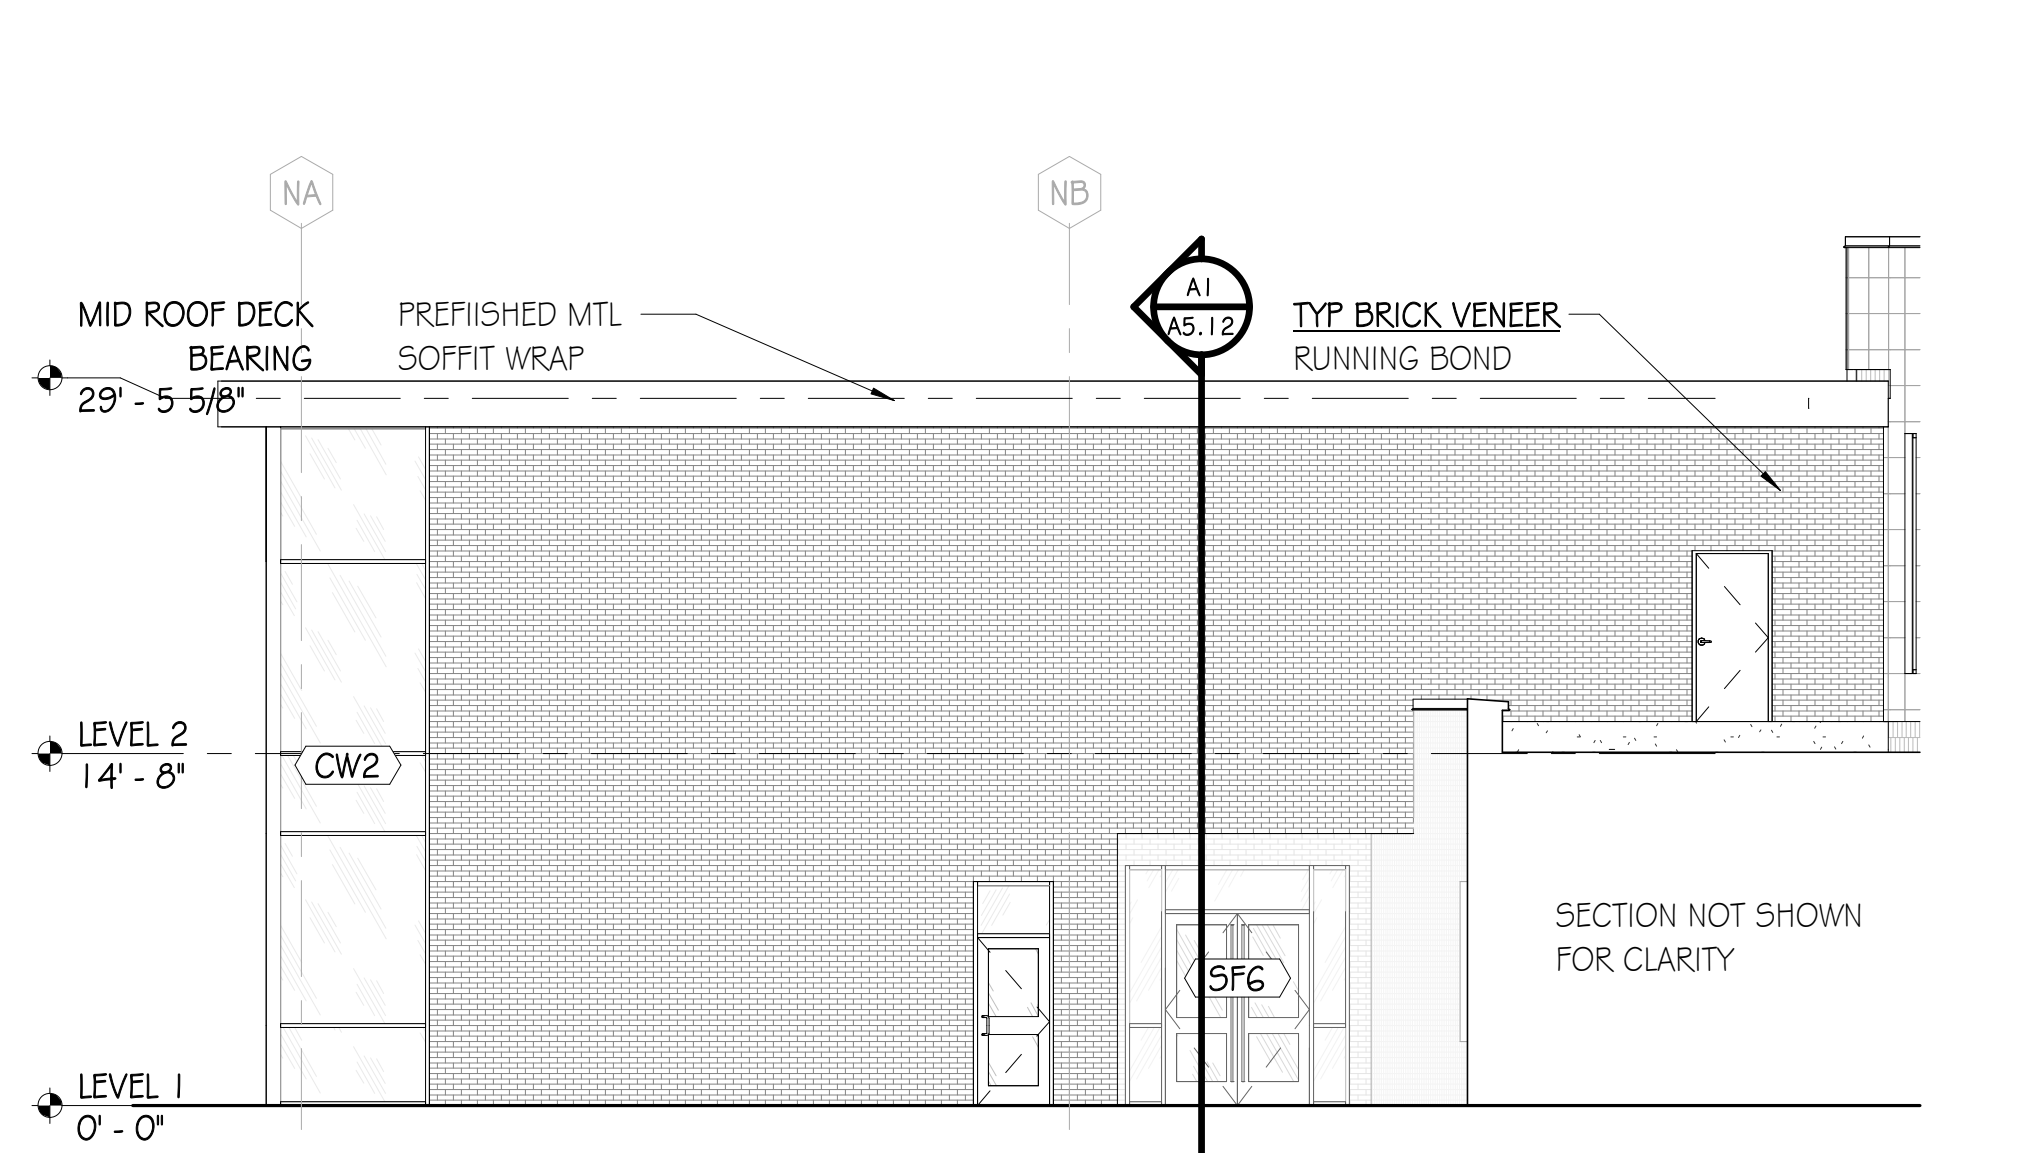 NA
NB
A1
A5.12
MID ROOF DECK
BEARING
29' - 5 5/8"
PREFIISHED MTL
SOFFIT WRAP
TYP BRICK VENEER
RUNNING BOND
LEVEL 2
14' - 8"
CW2
SECTION NOT SHOWN
FOR CLARITY
SF6
LEVEL 1
0' - 0"